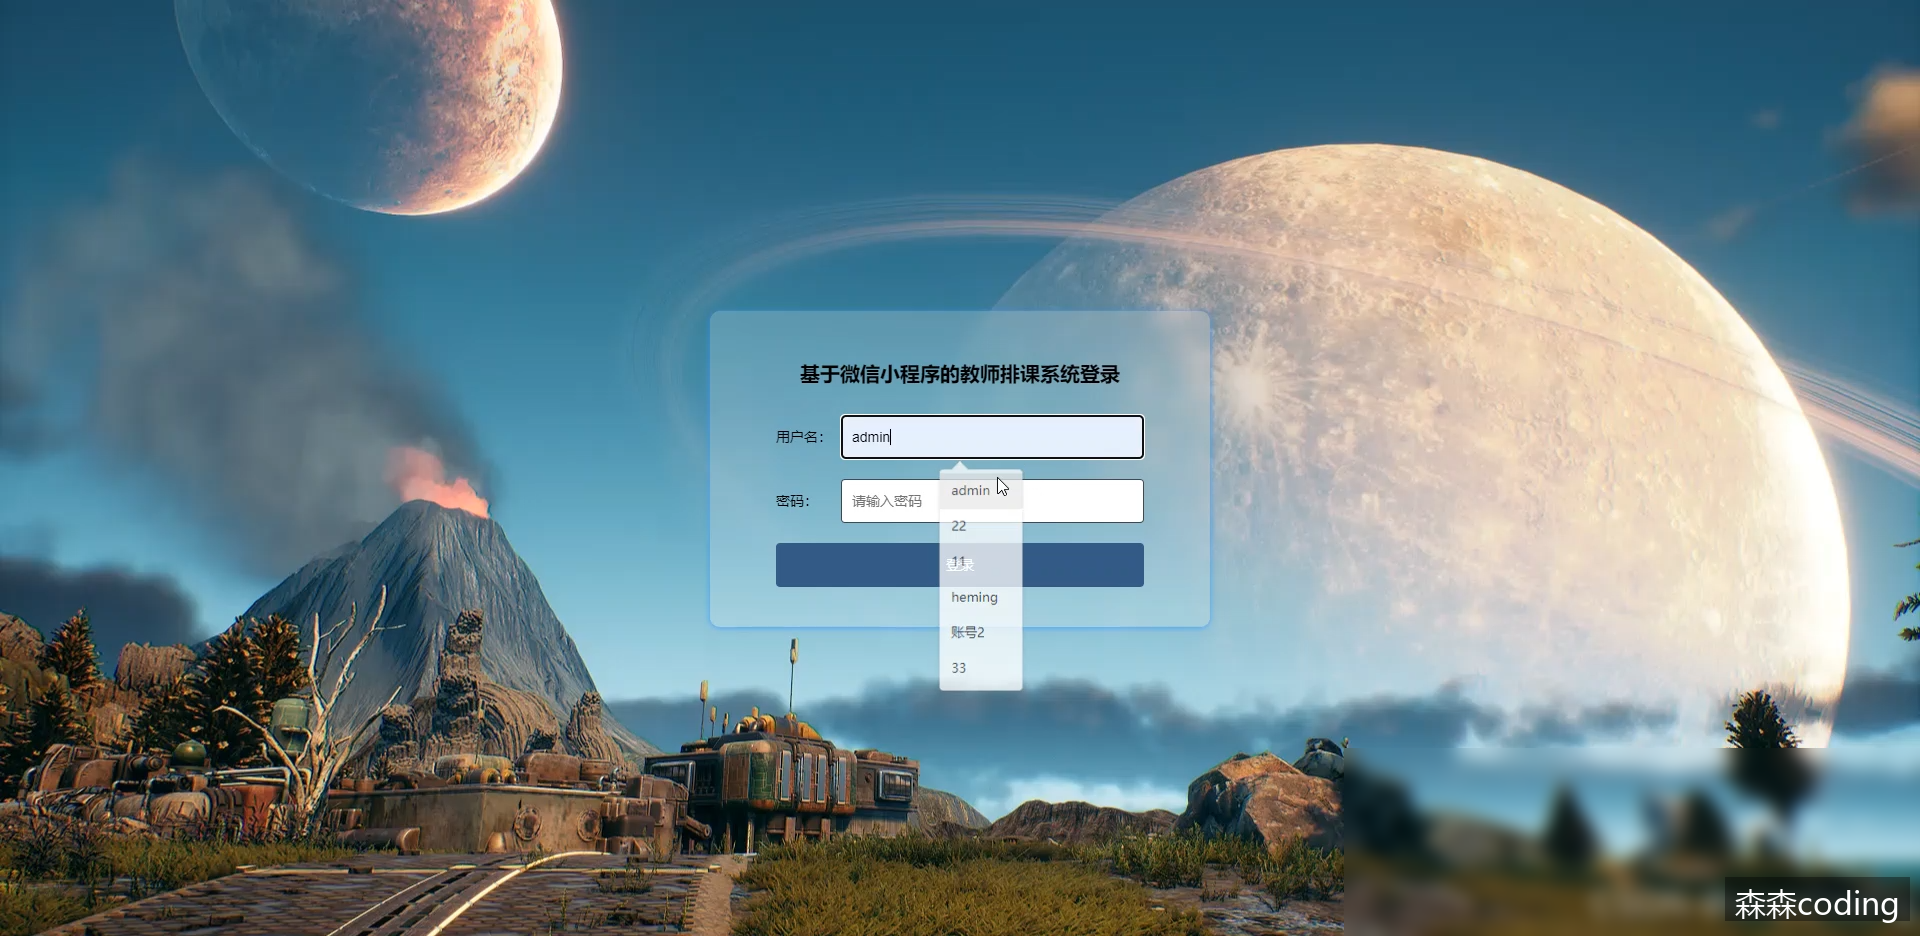 基于微信小程序的教师排课系统登录
用户名：
admin
密码：
请输入密码
admin
22
11
登录
heming
账号2
33
森森coding